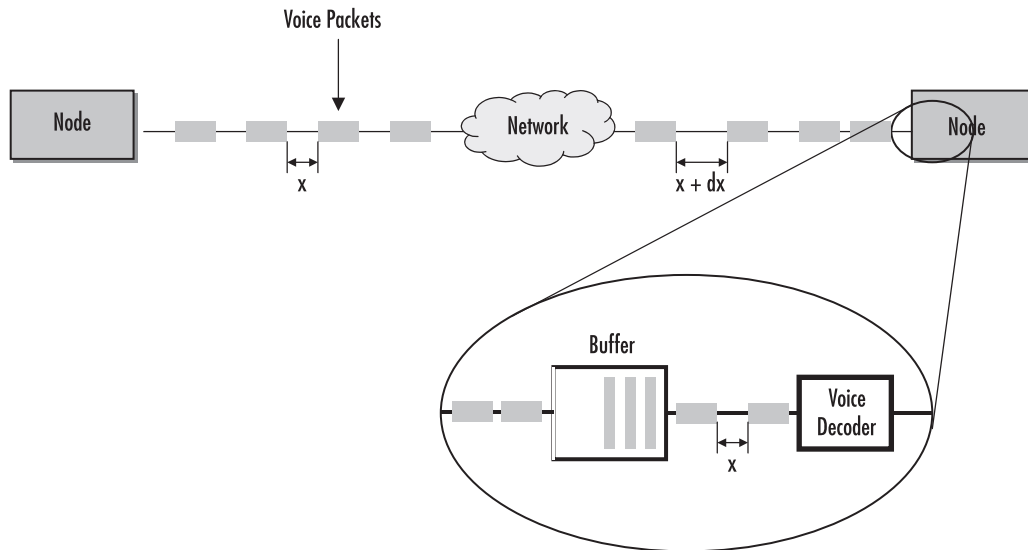 Voice Packets
Node
Network
Node
x
x + dx
Buffer
Voice
Decoder
x